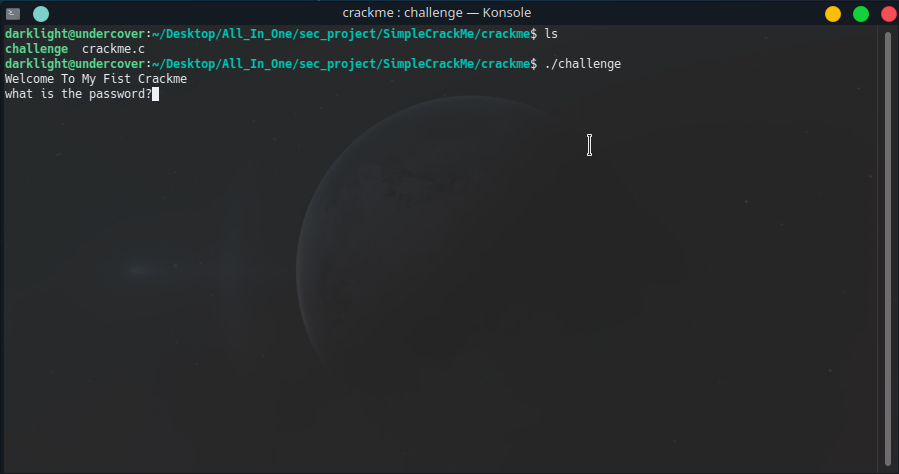 crackme : challenge — Konsole
darklight@undercover:~/Desktop/All_In_One/sec_project/SimpleCrackMe/crackme$ ls
challenge  crackme.c
darklight@undercover:~/Desktop/All_In_One/sec_project/SimpleCrackMe/crackme$ ./challenge
Welcome To My Fist Crackme
what is the password?